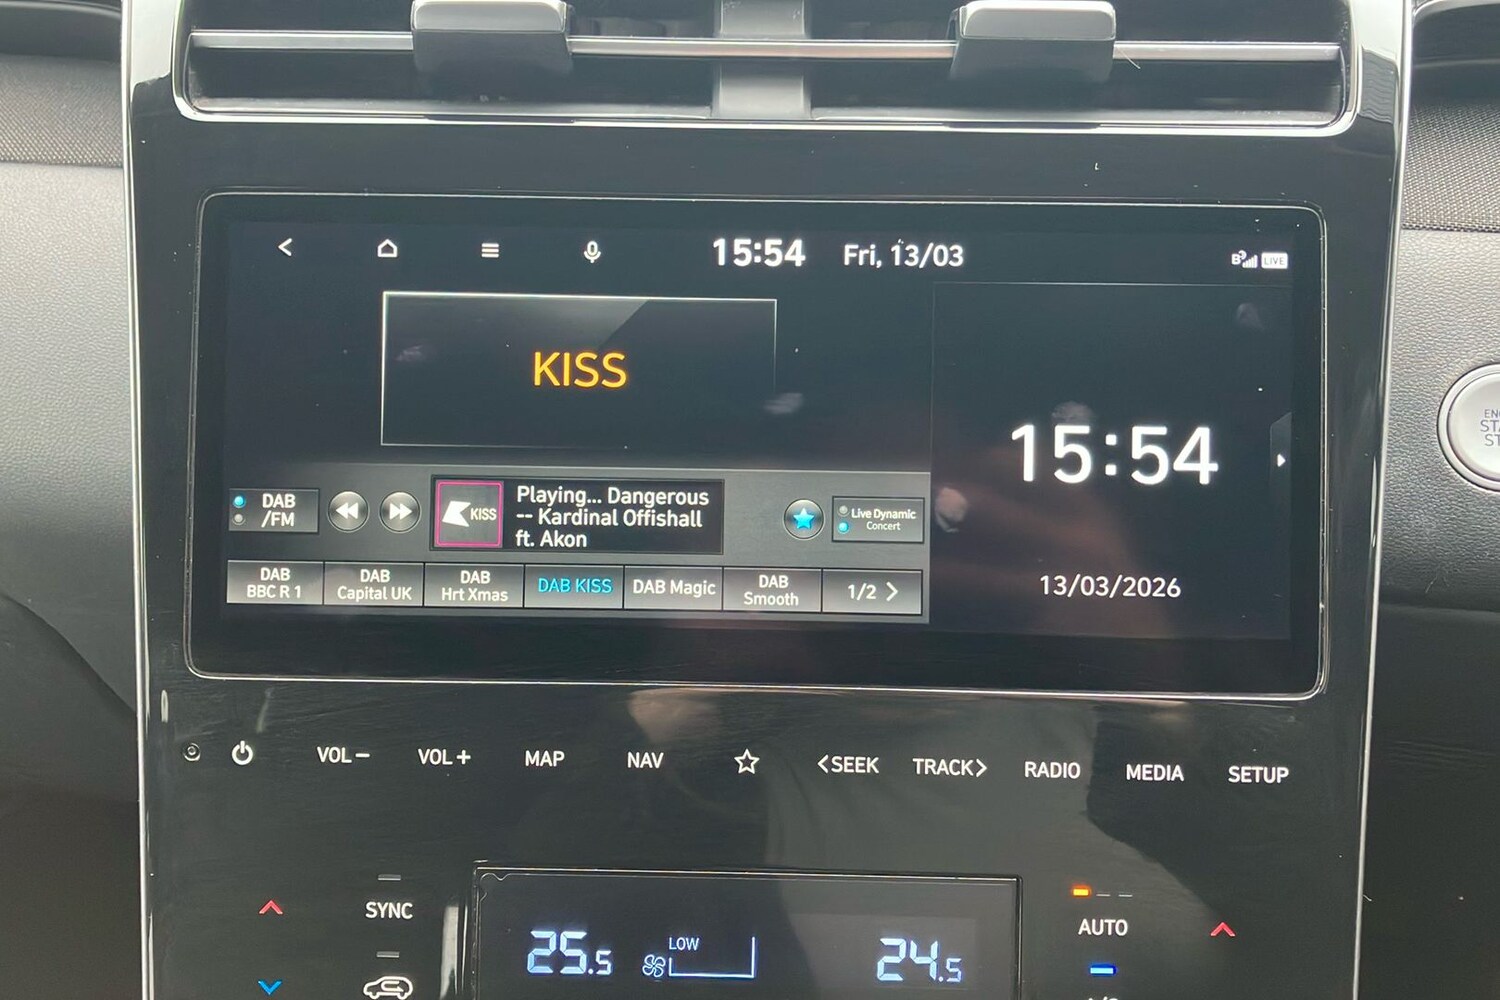 15:54 Fri, 13/03
B LIVE
KISS
15:54
13/03/2026
DAB
/FM
KISS
Playing... Dangerous
-- Kardinal Offishall
ft. Akon
Live Dynamic
Concert
DAB
BBC R 1
DAB
Capital UK
DAB
Hrt Xmas
DAB KISS
DAB Magic
DAB
Smooth
1/2 >
VOL− VOL+ MAP NAV <SEEK TRACK> RADIO MEDIA SETUP
SYNC
25.5
LOW
24.5
AUTO